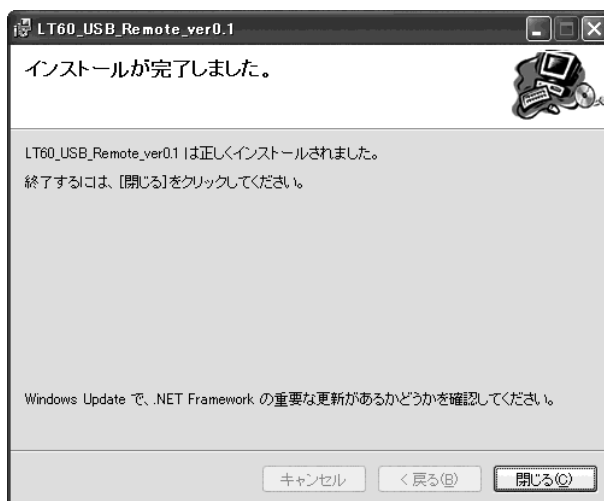 LT60_USB_Remote_ver0.1
インストールが完了しました。
LT60_USB_Remote_ver0.1 は正しくインストールされました。
終了するには、[閉じる]をクリックしてください。
Windows Update で、.NET Framework の重要な更新があるかどうかを確認してください。
キャンセル
< 戻る(B)
閉じる(C)